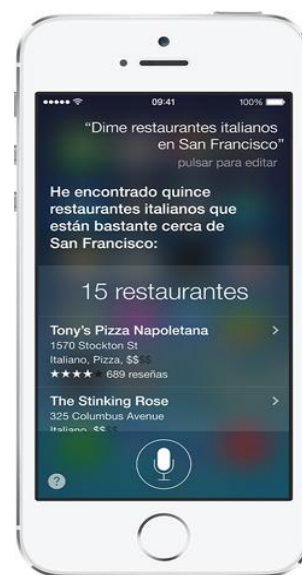 09:41
100%
“Dime restaurantes italianos
en San Francisco”
pulsar para editar
He encontrado quince
restaurantes italianos que
están bastante cerca de
San Francisco:
15 restaurantes
Tony’s Pizza Napoletana
1570 Stockton St
Italiano, Pizza, $$$$
★★★★★ 689 reseñas
The Stinking Rose
325 Columbus Avenue
Italiano, $$$$
?